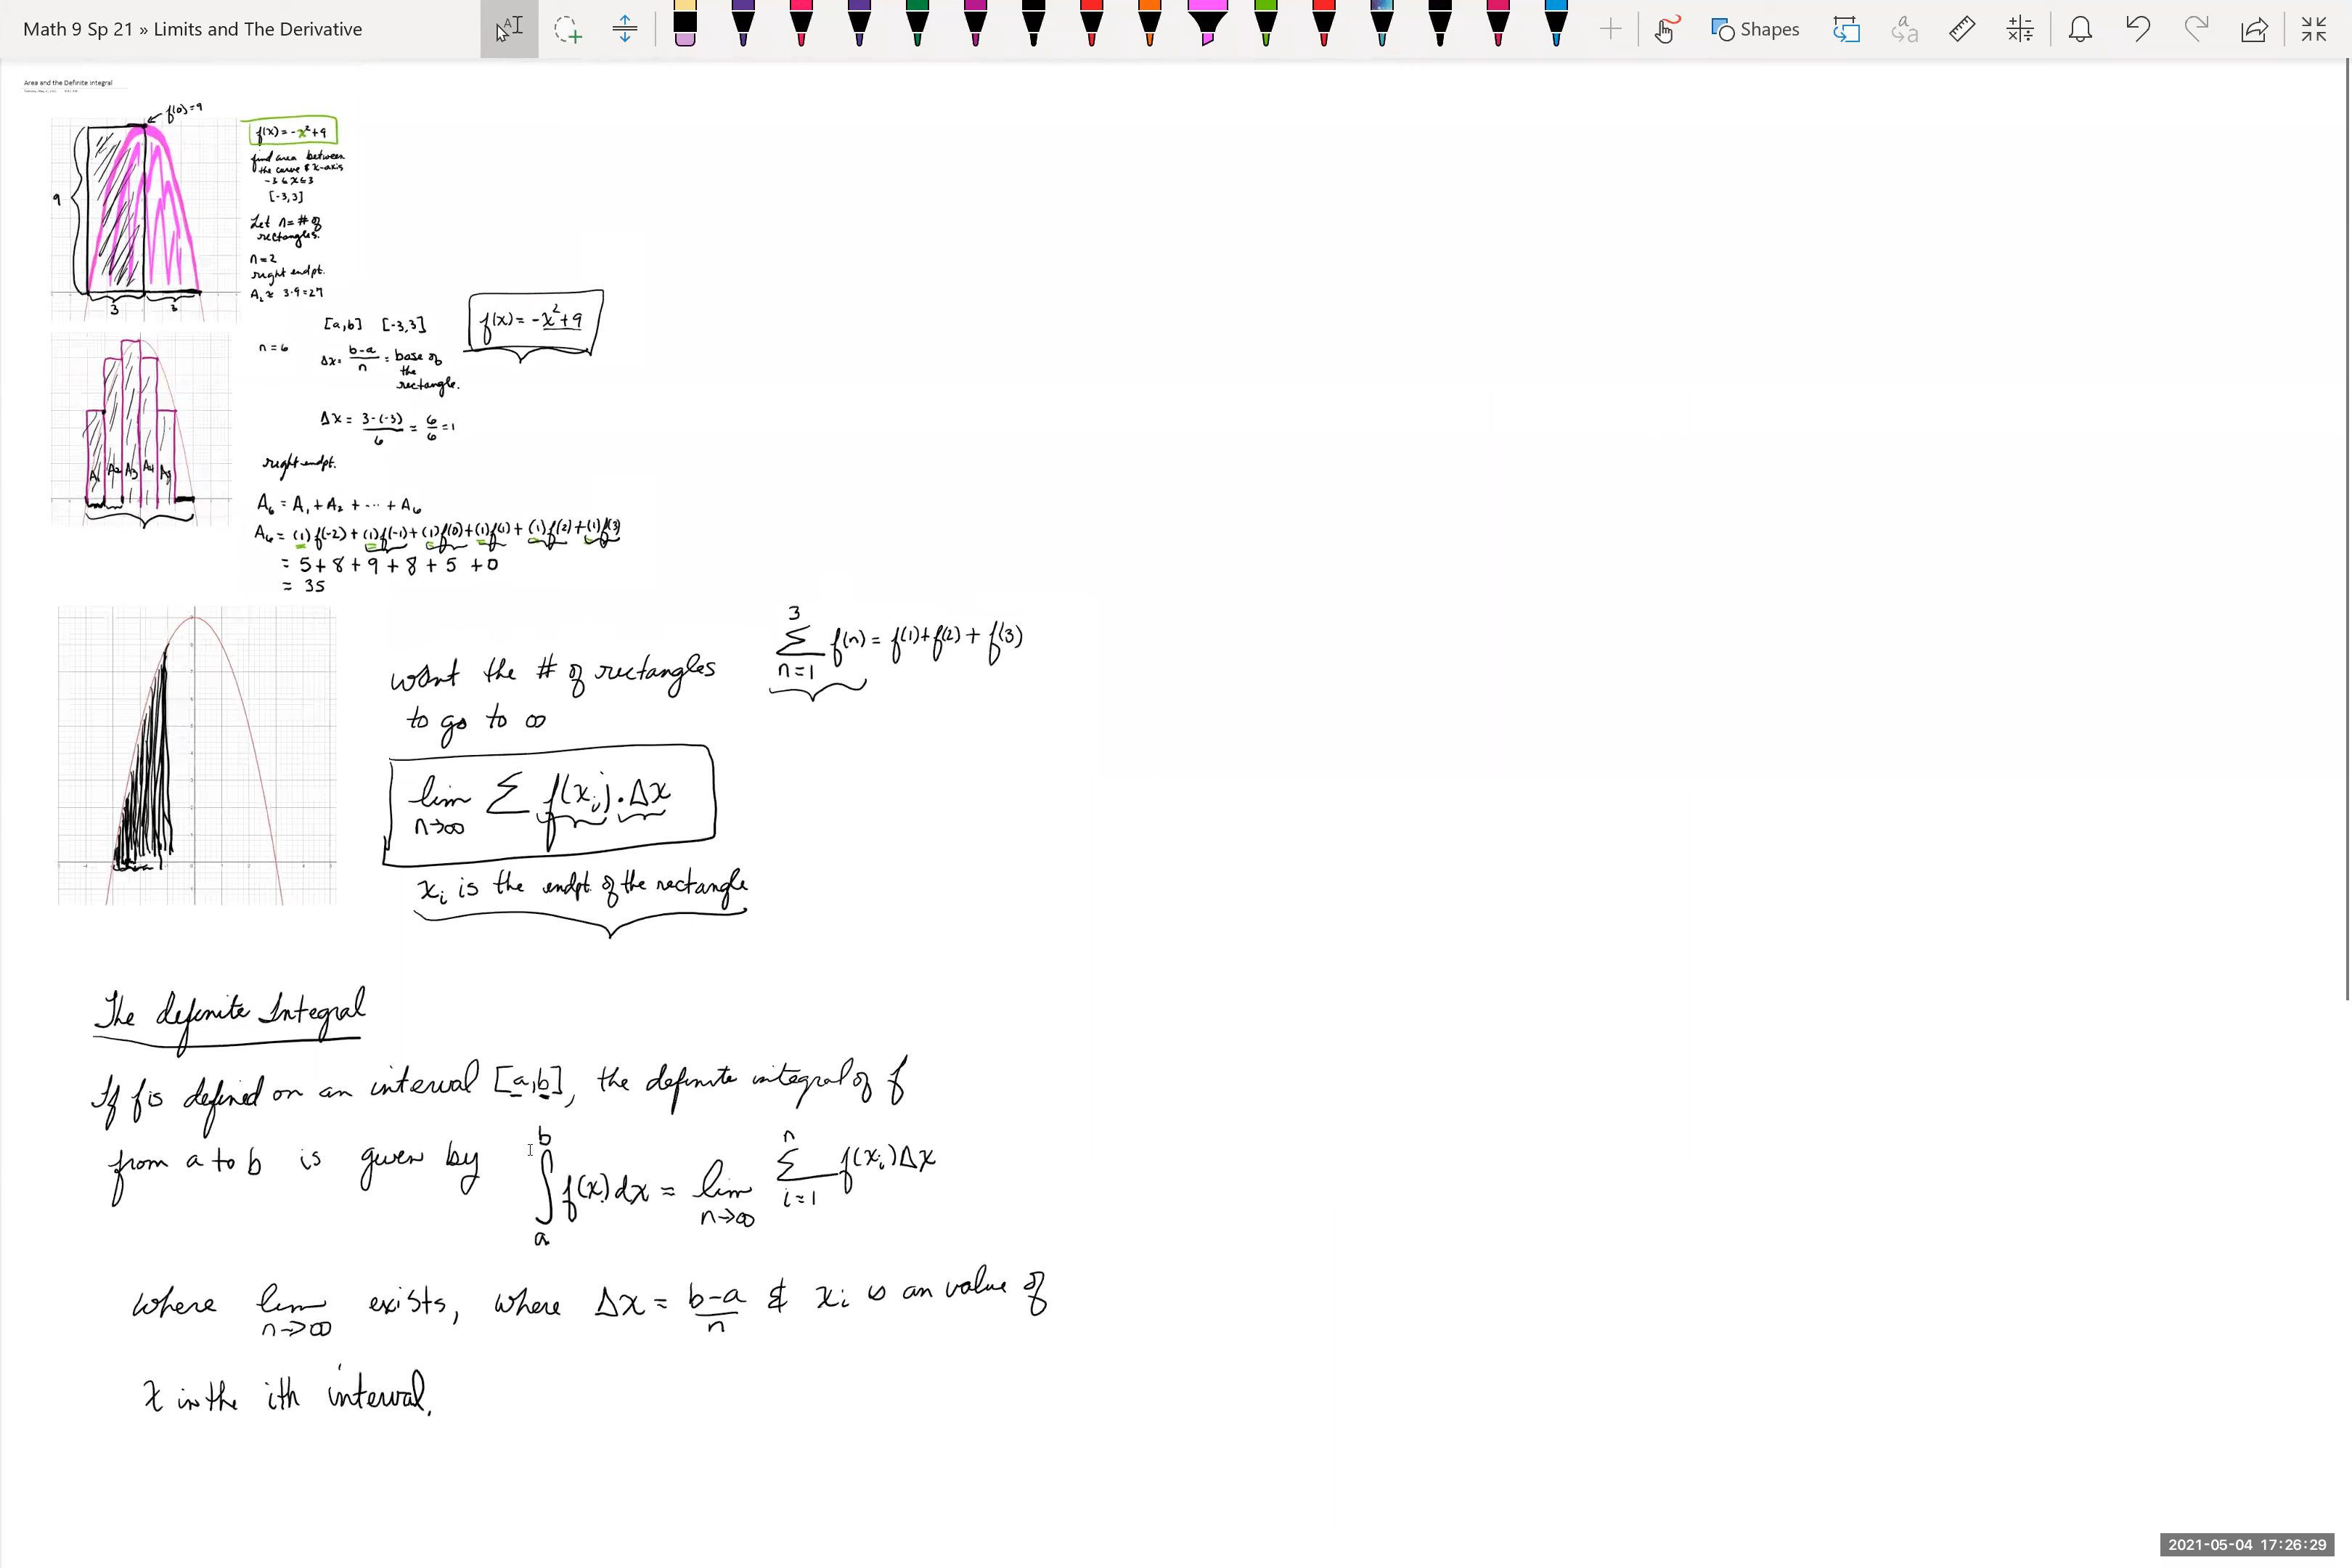 Math 9 Sp 21 » Limits and The Derivative
Shapes
Area and the Definite Integral
f(0)=9
9
3
3
f(x) = -x²+9
find area between
the curve & x-axis
-3≤x≤3
[-3,3]
Let n=# of
rectangles.
n=2
right endpt.
A₂ ≈ 3·9=27
n=6
[a,b] [-3,3]
f(x) = -x²+9
Δx = (b-a)/n = base of
the
rectangle.
Δx = (3-(-3))/6 = 6/6 = 1
A1 A2 A3 A4 A5
right endpt.
A₆ = A₁ + A₂ + ... + A₆
A₆ = (1)f(-2) + (1)f(-1) + (1)f(0) + (1)f(1) + (1)f(2) + (1)f(3)
= 5+8+9+8+5+0
= 35
3
Σ f(n) = f(1)+f(2)+f(3)
n=1
want the # of rectangles
to go to ∞
lim Σ f(xᵢ)·Δx
n→∞
xᵢ is the endpt. of the rectangle
The definite Integral
If f is defined on an interval [a,b], the definite integral of f
from a to b is given by ∫ₐᵇ f(x)dx = lim n→∞ Σ i=1 n f(xᵢ)Δx
where lim n→∞ exists, where Δx = (b-a)/n & xᵢ is an value of
x in the ith interval.
2021-05-04 17:26:29